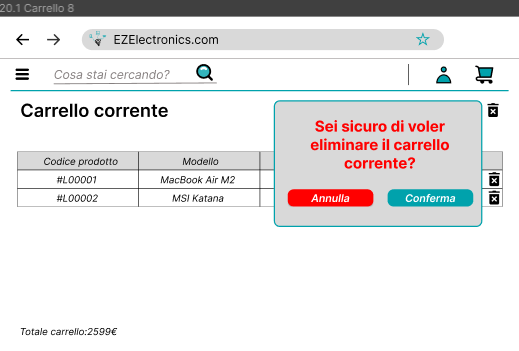 20.1 Carrello 8
EZElectronics.com
Cosa stai cercando?
Carrello corrente
Sei sicuro di voler
eliminare il carrello
corrente?
Annulla
Conferma
Codice prodotto Modello
#L00001 MacBook Air M2
#L00002 MSI Katana
Totale carrello:2599€